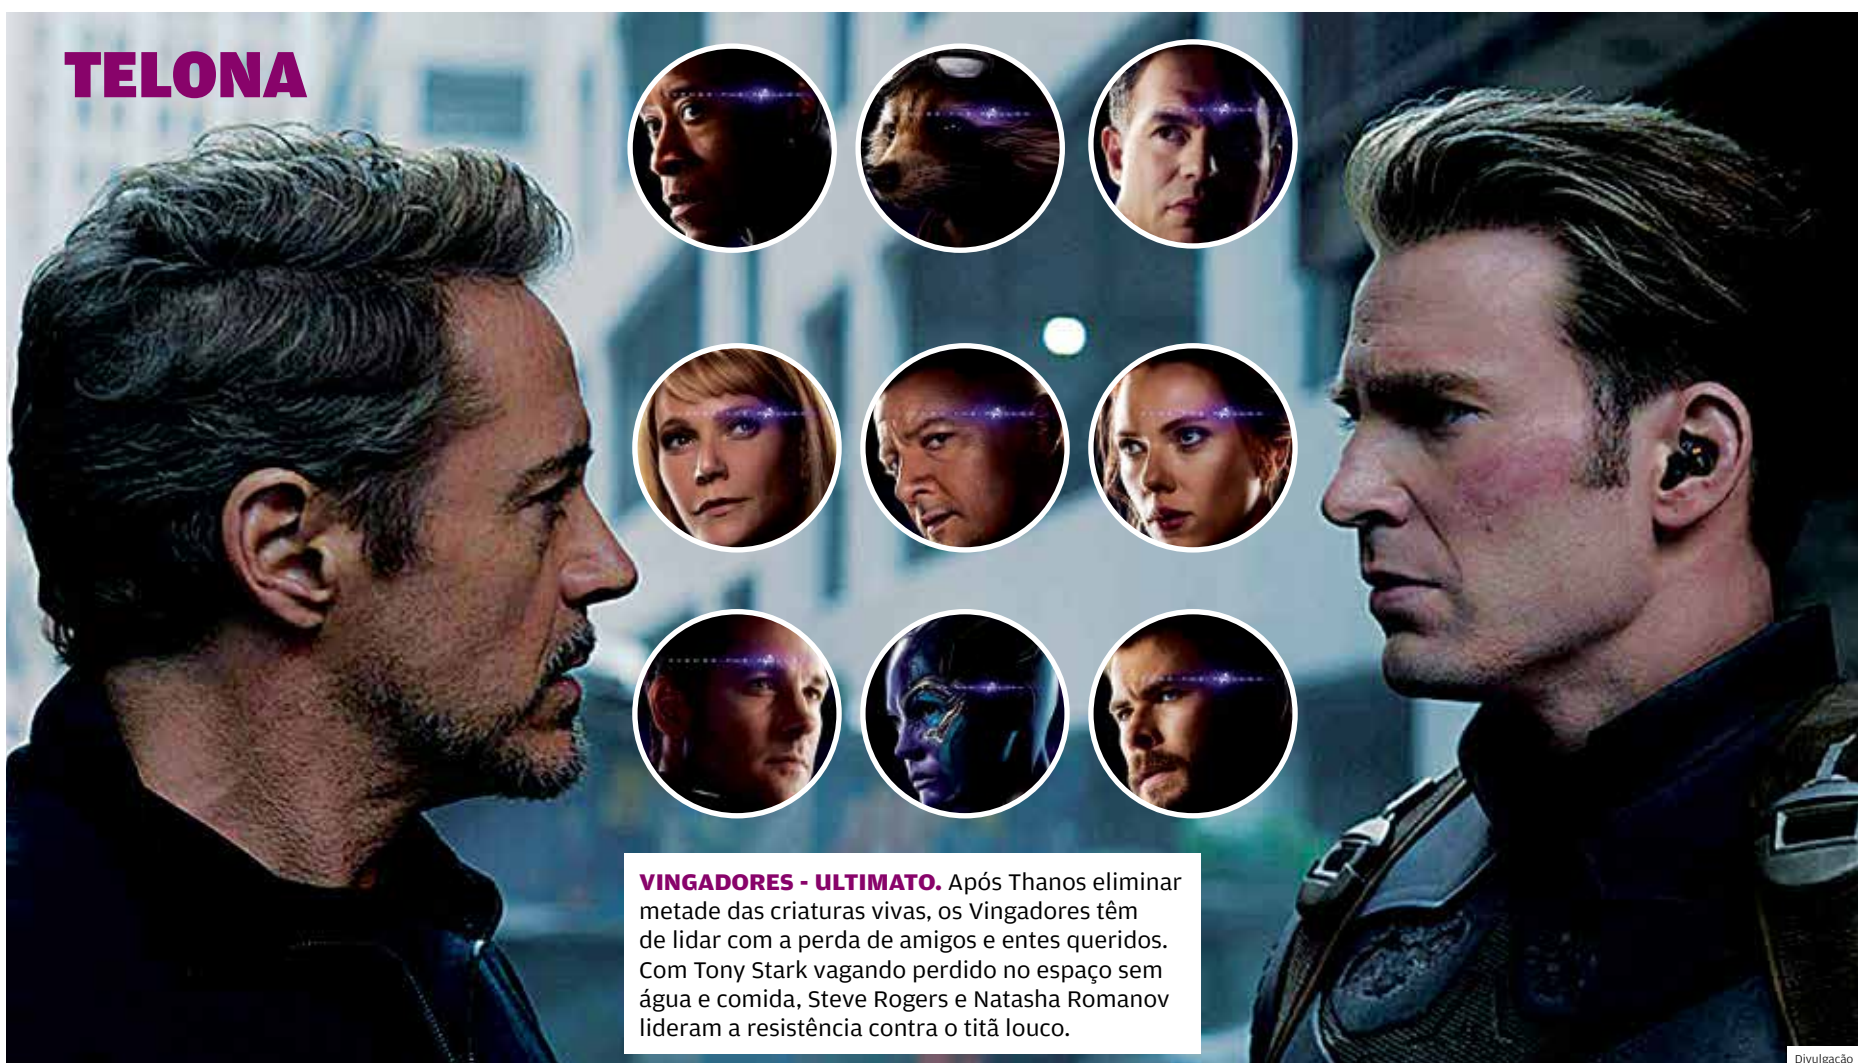 TELONA
VINGADORES - ULTIMATO. Após Thanos eliminar
metade das criaturas vivas, os Vingadores têm
de lidar com a perda de amigos e entes queridos.
Com Tony Stark vagando perdido no espaço sem
água e comida, Steve Rogers e Natasha Romanov
lideram a resistência contra o titã louco.
Divulgação